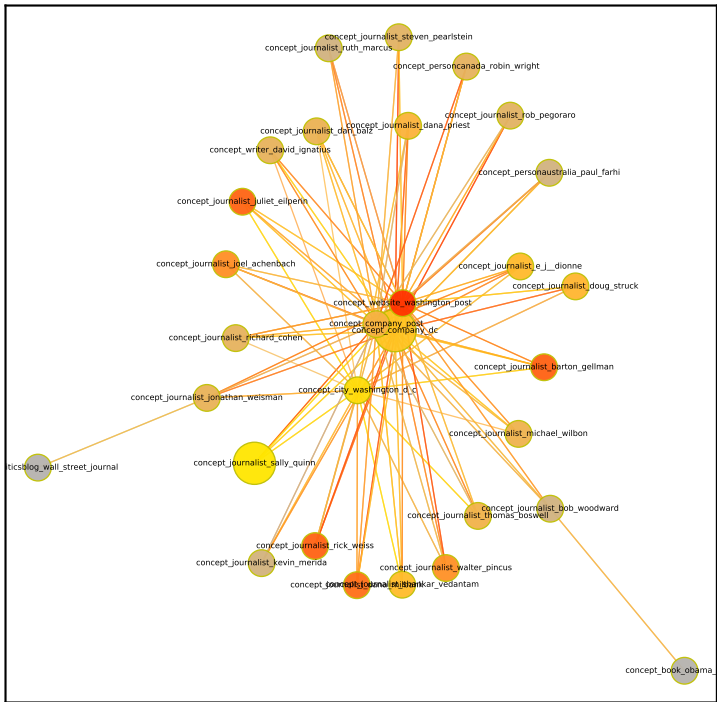 concept_journalist_steven_pearlstein
concept_journalist_ruth_marcus
concept_personcanada_robin_wright
concept_journalist_rob_pegoraro
concept_journalist_dana_priest
concept_journalist_dan_balz
concept_writer_david_ignatius
concept_personaustralia_paul_farhi
concept_journalist_juliet_eilperin
concept_journalist_joel_achenbach
concept_journalist_e_j__dionne
concept_journalist_doug_struck
concept_website_washington_post
concept_company_post
concept_company_dc
concept_journalist_richard_cohen
concept_journalist_barton_gellman
concept_city_washington_d_c
concept_journalist_jonathan_weisman
concept_journalist_michael_wilbon
concept_journalist_sally_quinn
iticsblog_wall_street_journal
concept_journalist_bob_woodward
concept_journalist_thomas_boswell
concept_journalist_rick_weiss
concept_journalist_kevin_merida
concept_journalist_walter_pincus
concept_book_obama_